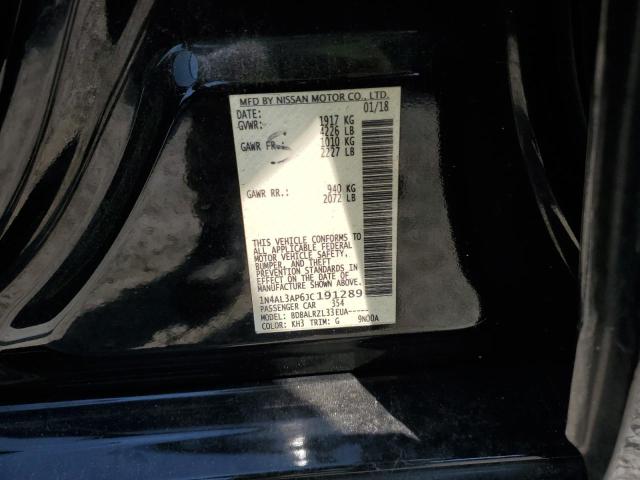 MFD BY NISSAN MOTOR CO., LTD.
DATE: 01/18
GVWR: 1917 KG
4226 LB
GAWR FR.: 1010 KG
2227 LB
GAWR RR.: 940 KG
2072 LB
THIS VEHICLE CONFORMS TO
ALL APPLICABLE FEDERAL
MOTOR VEHICLE SAFETY,
BUMPER, AND THEFT
PREVENTION STANDARDS IN
EFFECT ON THE DATE OF
MANUFACTURE SHOWN ABOVE.
1N4AL3AP6JC191289
PASSENGER CAR 354
MODEL: BDBALRZL33EUA-----
COLOR: KH3 TRIM: G 9N00A